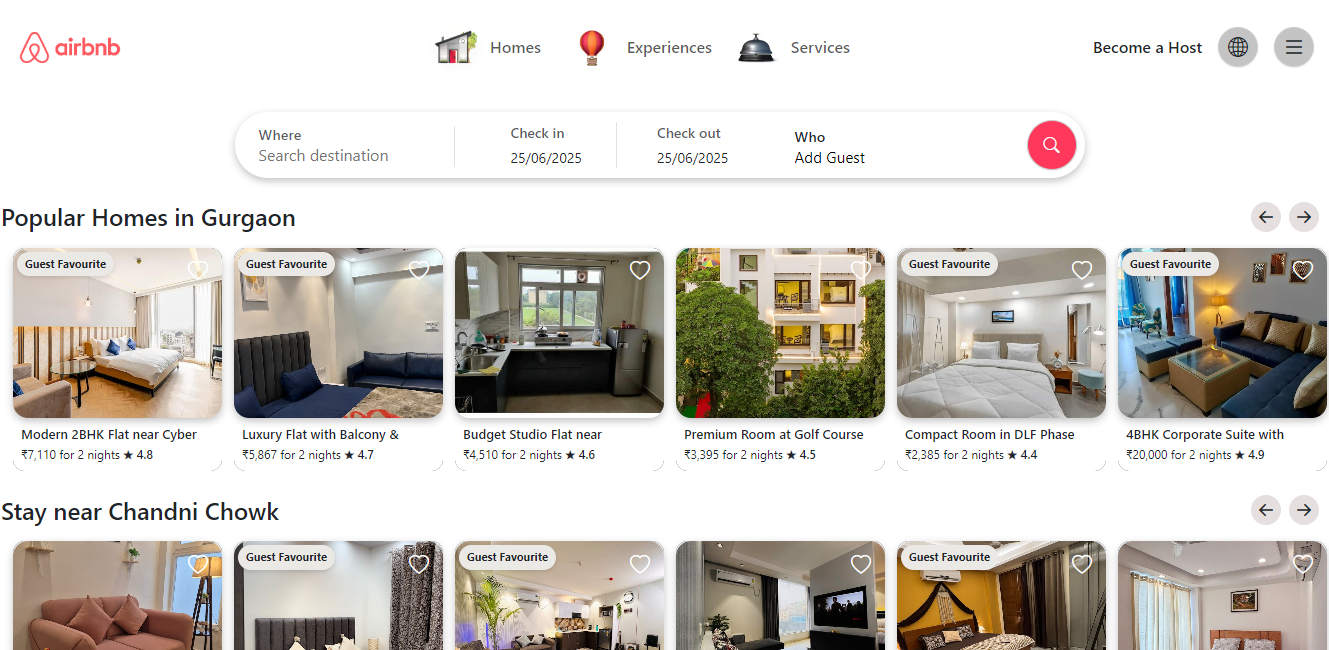 airbnb
Homes
Experiences
Services
Become a Host
Where
Search destination
Check in
25/06/2025
Check out
25/06/2025
Who
Add Guest
Popular Homes in Gurgaon
Guest Favourite
Guest Favourite
Guest Favourite
Guest Favourite
Modern 2BHK Flat near Cyber
₹7,110 for 2 nights ★ 4.8
Luxury Flat with Balcony &
₹5,867 for 2 nights ★ 4.7
Budget Studio Flat near
₹4,510 for 2 nights ★ 4.6
Premium Room at Golf Course
₹3,395 for 2 nights ★ 4.5
Compact Room in DLF Phase
₹2,385 for 2 nights ★ 4.4
4BHK Corporate Suite with
₹20,000 for 2 nights ★ 4.9
Stay near Chandni Chowk
Guest Favourite
Guest Favourite
Guest Favourite